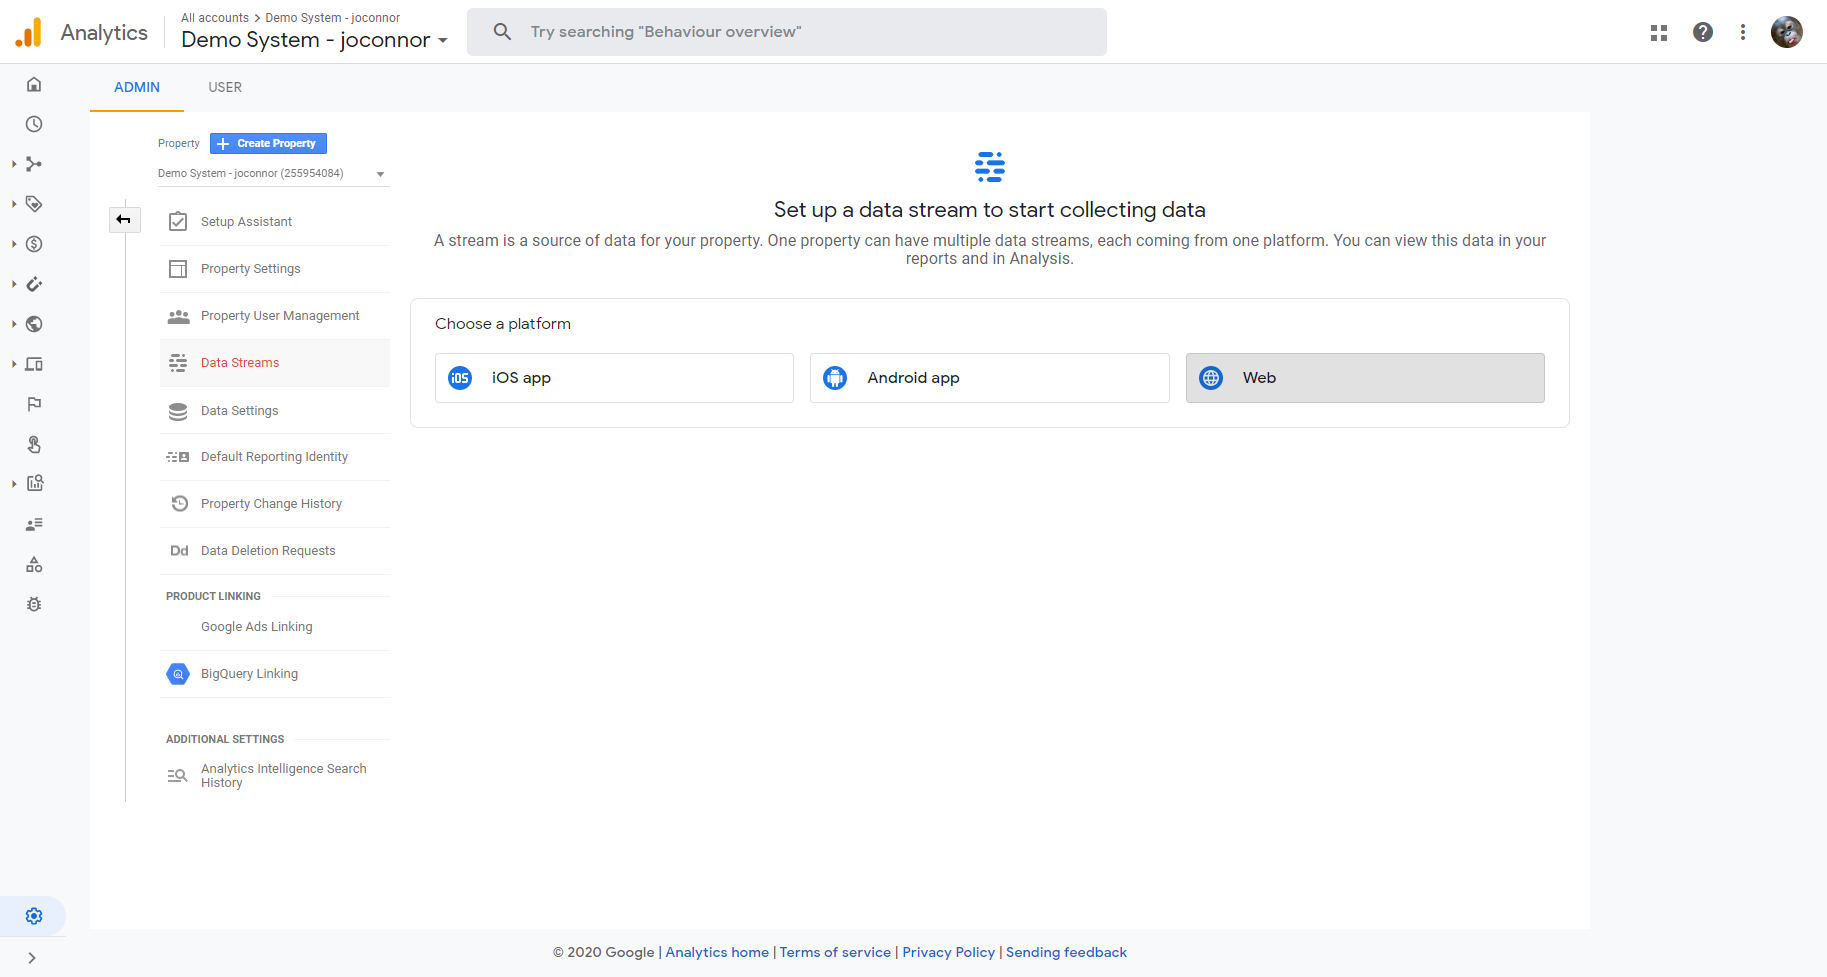 Analytics
All accounts > Demo System - joconnor
Demo System - joconnor
Try searching "Behaviour overview"
ADMIN
USER
Property
Create Property
Demo System - joconnor (255954084)
Setup Assistant
Property Settings
Property User Management
Data Streams
Data Settings
Default Reporting Identity
Property Change History
Dd Data Deletion Requests
PRODUCT LINKING
Google Ads Linking
BigQuery Linking
ADDITIONAL SETTINGS
Analytics Intelligence Search
History
Set up a data stream to start collecting data
A stream is a source of data for your property. One property can have multiple data streams, each coming from one platform. You can view this data in your
reports and in Analysis.
Choose a platform
iOS iOS app
Android app
Web
© 2020 Google | Analytics home | Terms of service | Privacy Policy | Sending feedback